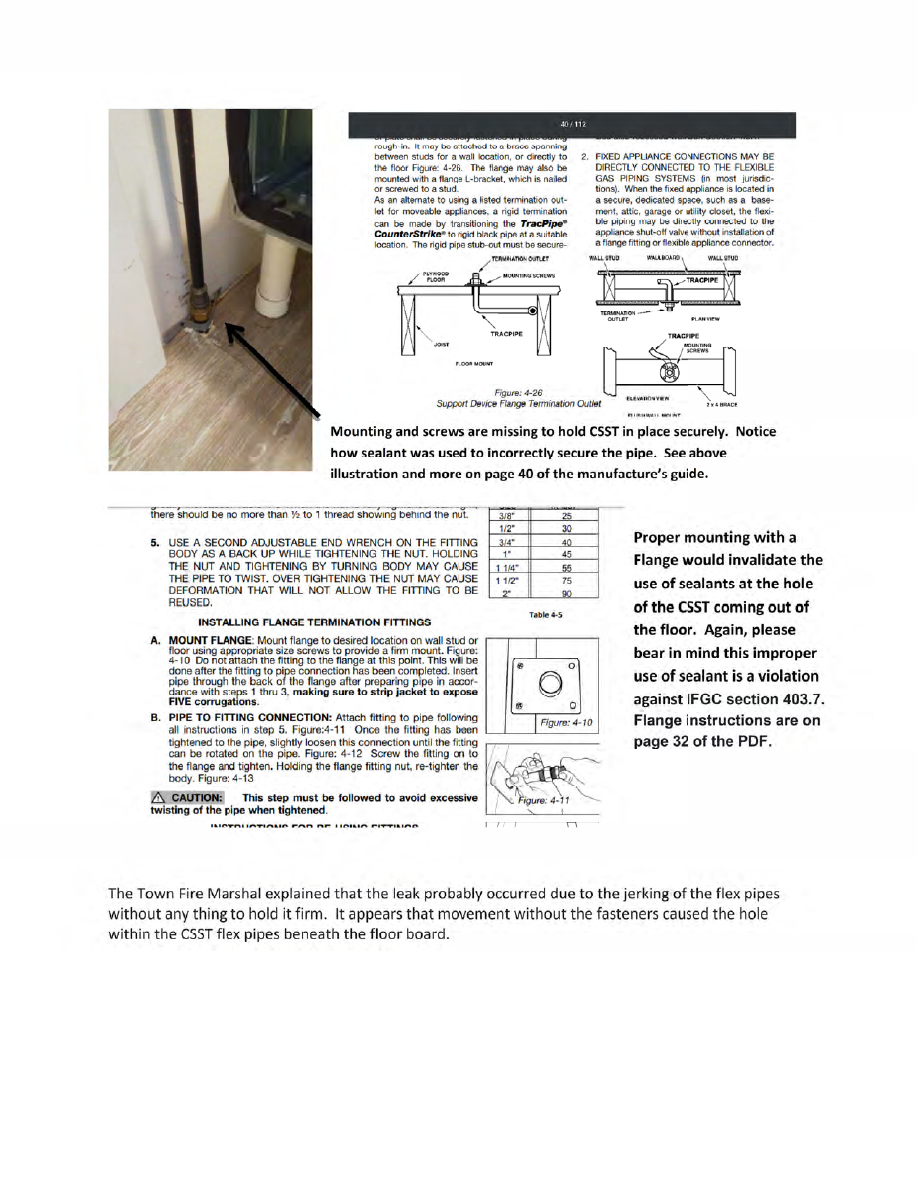 40 / 112
rough-in. It may be attached to a brace spanning
between studs for a wall location, or directly to
the floor Figure: 4-26. The flange may also be
mounted with a flange L-bracket, which is nailed
or screwed to a stud.
As an alternate to using a listed termination out-
let for moveable appliances, a rigid termination
can be made by transitioning the TracPipe®
CounterStrike® to rigid black pipe at a suitable
location. The rigid pipe stub-out must be secure-
2. FIXED APPLIANCE CONNECTIONS MAY BE
DIRECTLY CONNECTED TO THE FLEXIBLE
GAS PIPING SYSTEMS (in most jurisdic-
tions). When the fixed appliance is located in
a secure, dedicated space, such as a base-
ment, attic, garage or utility closet, the flexi-
ble piping may be directly connected to the
appliance shut-off valve without installation of
a flange fitting or flexible appliance connector.
TERMINATION OUTLET
PLYWOOD
FLOOR
MOUNTING SCREWS
TRACPIPE
JOIST
FLOOR MOUNT
WALL STUD
WALLBOARD
WALL STUD
TRACPIPE
TERMINATION
OUTLET
PLAN VIEW
TRACPIPE
MOUNTING
SCREWS
ELEVATION VIEW
2 x 4 BRACE
Figure: 4-26
Support Device Flange Termination Outlet
Mounting and screws are missing to hold CSST in place securely. Notice
how sealant was used to incorrectly secure the pipe. See above
illustration and more on page 40 of the manufacture's guide.
there should be no more than ½ to 1 thread showing behind the nut.
5. USE A SECOND ADJUSTABLE END WRENCH ON THE FITTING
BODY AS A BACK UP WHILE TIGHTENING THE NUT. HOLDING
THE NUT AND TIGHTENING BY TURNING BODY MAY CAUSE
THE PIPE TO TWIST. OVER TIGHTENING THE NUT MAY CAUSE
DEFORMATION THAT WILL NOT ALLOW THE FITTING TO BE
REUSED.
INSTALLING FLANGE TERMINATION FITTINGS
A. MOUNT FLANGE: Mount flange to desired location on wall stud or
floor using appropriate size screws to provide a firm mount. Figure:
4-10 Do not attach the fitting to the flange at this point. This will be
done after the fitting to pipe connection has been completed. Insert
pipe through the back of the flange after preparing pipe in accor-
dance with steps 1 thru 3, making sure to strip jacket to expose
FIVE corrugations.
B. PIPE TO FITTING CONNECTION: Attach fitting to pipe following
all instructions in step 5. Figure:4-11 Once the fitting has been
tightened to the pipe, slightly loosen this connection until the fitting
can be rotated on the pipe. Figure: 4-12 Screw the fitting on to
the flange and tighten. Holding the flange fitting nut, re-tighten the
body. Figure: 4-13
CAUTION: This step must be followed to avoid excessive
twisting of the pipe when tightened.
3/8" 25
1/2" 30
3/4" 40
1" 45
1 1/4" 55
1 1/2" 75
2" 90
Table 4-5
Figure: 4-10
Figure: 4-11
Proper mounting with a
Flange would invalidate the
use of sealants at the hole
of the CSST coming out of
the floor. Again, please
bear in mind this improper
use of sealant is a violation
against IFGC section 403.7.
Flange instructions are on
page 32 of the PDF.
The Town Fire Marshal explained that the leak probably occurred due to the jerking of the flex pipes
without any thing to hold it firm. It appears that movement without the fasteners caused the hole
within the CSST flex pipes beneath the floor board.